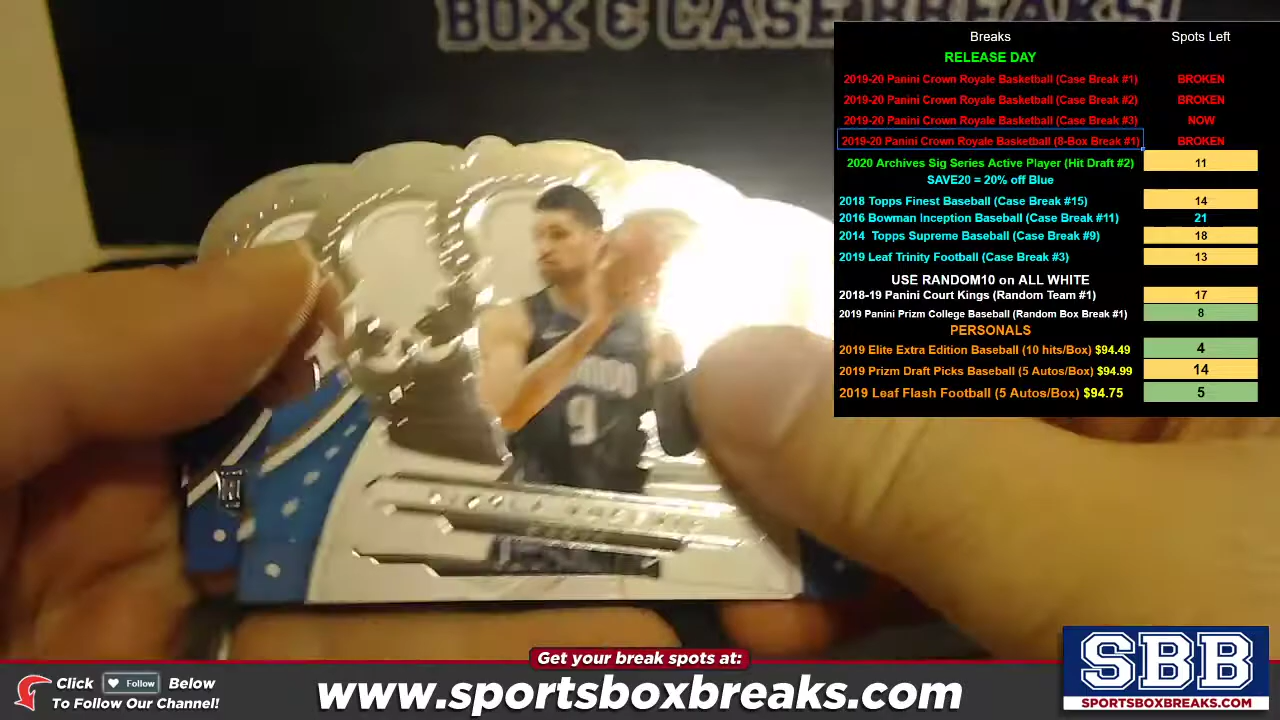 BOX & CASE BREAKS!
Breaks Spots Left
RELEASE DAY
2019-20 Panini Crown Royale Basketball (Case Break #1) BROKEN
2019-20 Panini Crown Royale Basketball (Case Break #2) BROKEN
2019-20 Panini Crown Royale Basketball (Case Break #3) NOW
2019-20 Panini Crown Royale Basketball (8-Box Break #1) BROKEN
2020 Archives Sig Series Active Player (Hit Draft #2) 11
SAVE20 = 20% off Blue
2018 Topps Finest Baseball (Case Break #15) 14
2016 Bowman Inception Baseball (Case Break #11) 21
2014 Topps Supreme Baseball (Case Break #9) 18
2019 Leaf Trinity Football (Case Break #3) 13
USE RANDOM10 on ALL WHITE
2018-19 Panini Court Kings (Random Team #1) 17
2019 Panini Prizm College Baseball (Random Box Break #1) 8
PERSONALS
2019 Elite Extra Edition Baseball (10 hits/Box) $94.49 4
2019 Prizm Draft Picks Baseball (5 Autos/Box) $94.99 14
2019 Leaf Flash Football (5 Autos/Box) $94.75 5
9
Get your break spots at:
Click Follow Below
To Follow Our Channel!
www.sportsboxbreaks.com
SBB
SPORTSBOXBREAKS.COM